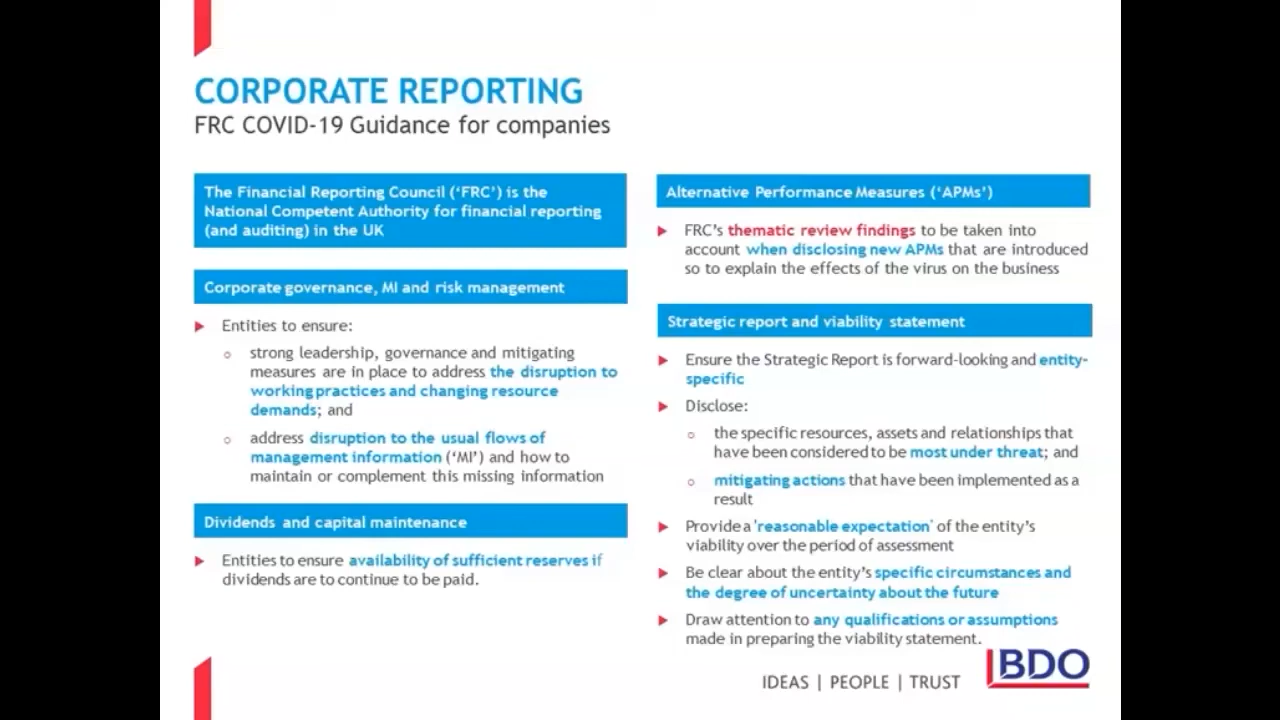 CORPORATE REPORTING
FRC COVID-19 Guidance for companies
The Financial Reporting Council (‘FRC’) is the
National Competent Authority for financial reporting
(and auditing) in the UK
Corporate governance, MI and risk management
Entities to ensure:
strong leadership, governance and mitigating
measures are in place to address the disruption to
working practices and changing resource
demands; and
address disruption to the usual flows of
management information (‘MI’) and how to
maintain or complement this missing information
Dividends and capital maintenance
Entities to ensure availability of sufficient reserves if
dividends are to continue to be paid.
Alternative Performance Measures (‘APMs’)
FRC’s thematic review findings to be taken into
account when disclosing new APMs that are introduced
so to explain the effects of the virus on the business
Strategic report and viability statement
Ensure the Strategic Report is forward-looking and entity-
specific
Disclose:
the specific resources, assets and relationships that
have been considered to be most under threat; and
mitigating actions that have been implemented as a
result
Provide a 'reasonable expectation' of the entity’s
viability over the period of assessment
Be clear about the entity’s specific circumstances and
the degree of uncertainty about the future
Draw attention to any qualifications or assumptions
made in preparing the viability statement.
IDEAS | PEOPLE | TRUST
BDO